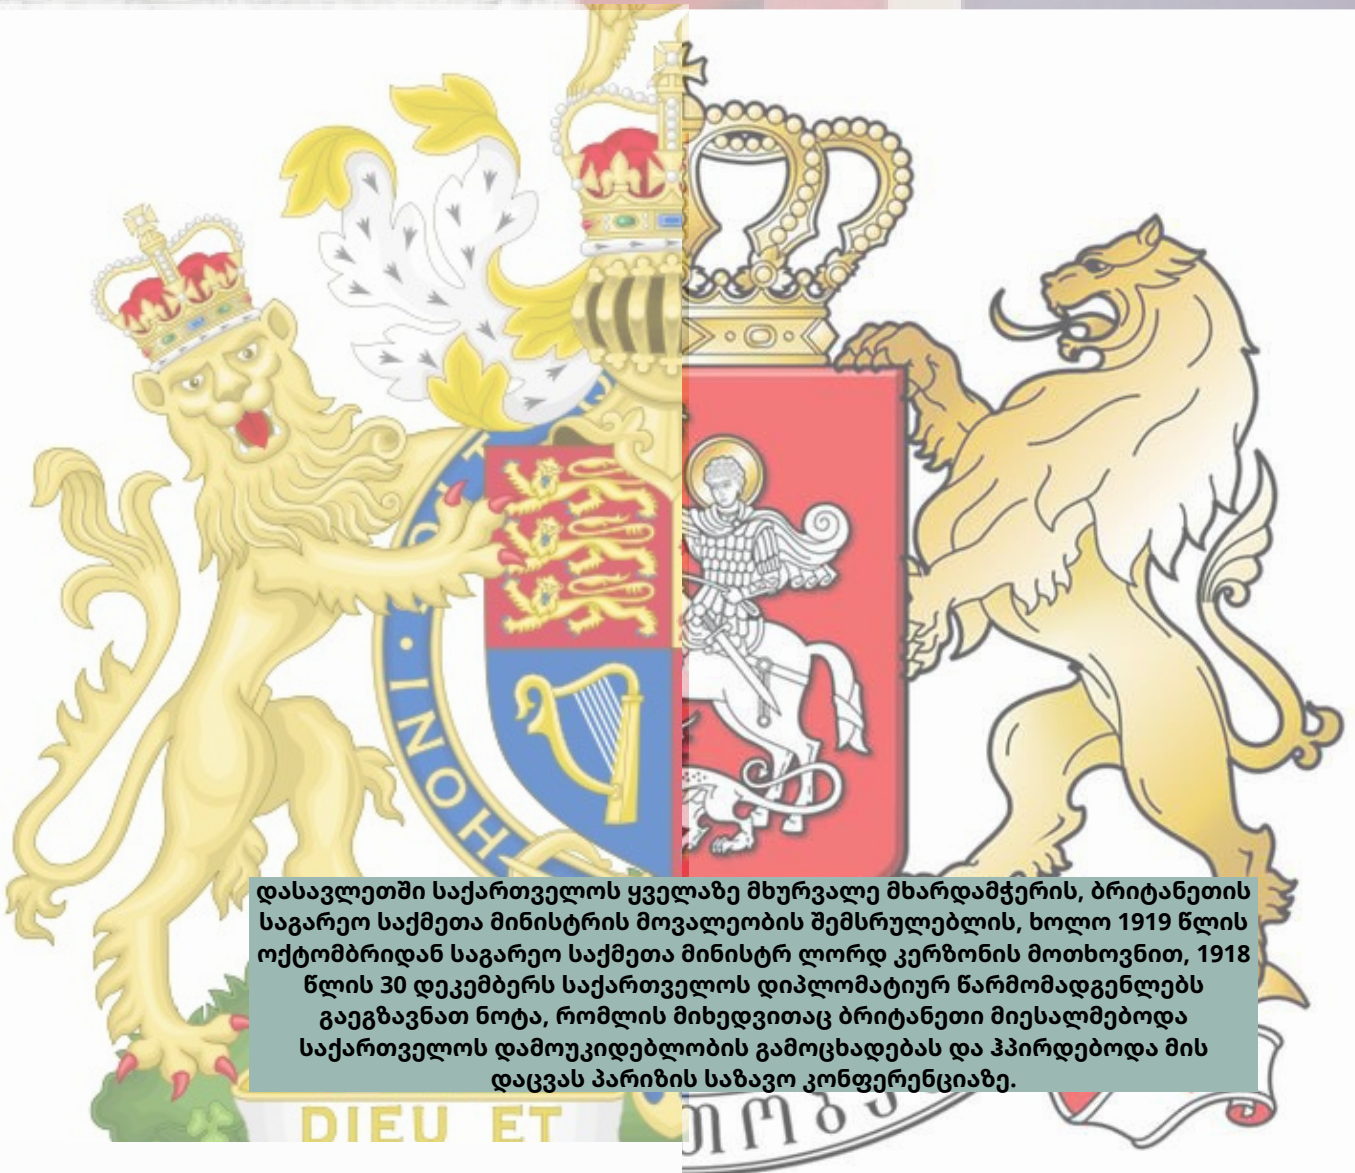 · HONI
დასავლეთში საქართველოს ყველაზე მხურვალე მხარდამჭერის, ბრიტანეთის
საგარეო საქმეთა მინისტრის მოვალეობის შემსრულებლის, ხოლო 1919 წლის
ოქტომბრიდან საგარეო საქმეთა მინისტრ ლორდ კერზონის მოთხოვნით, 1918
წლის 30 დეკემბერს საქართველოს დიპლომატიურ წარმომადგენლებს
გაეგზავნათ ნოტა, რომლის მიხედვითაც ბრიტანეთი მიესალმებოდა
საქართველოს დამოუკიდებლობის გამოცხადებას და ჰპირდებოდა მის
დაცვას პარიზის საზავო კონფერენციაზე.
DIEU ET